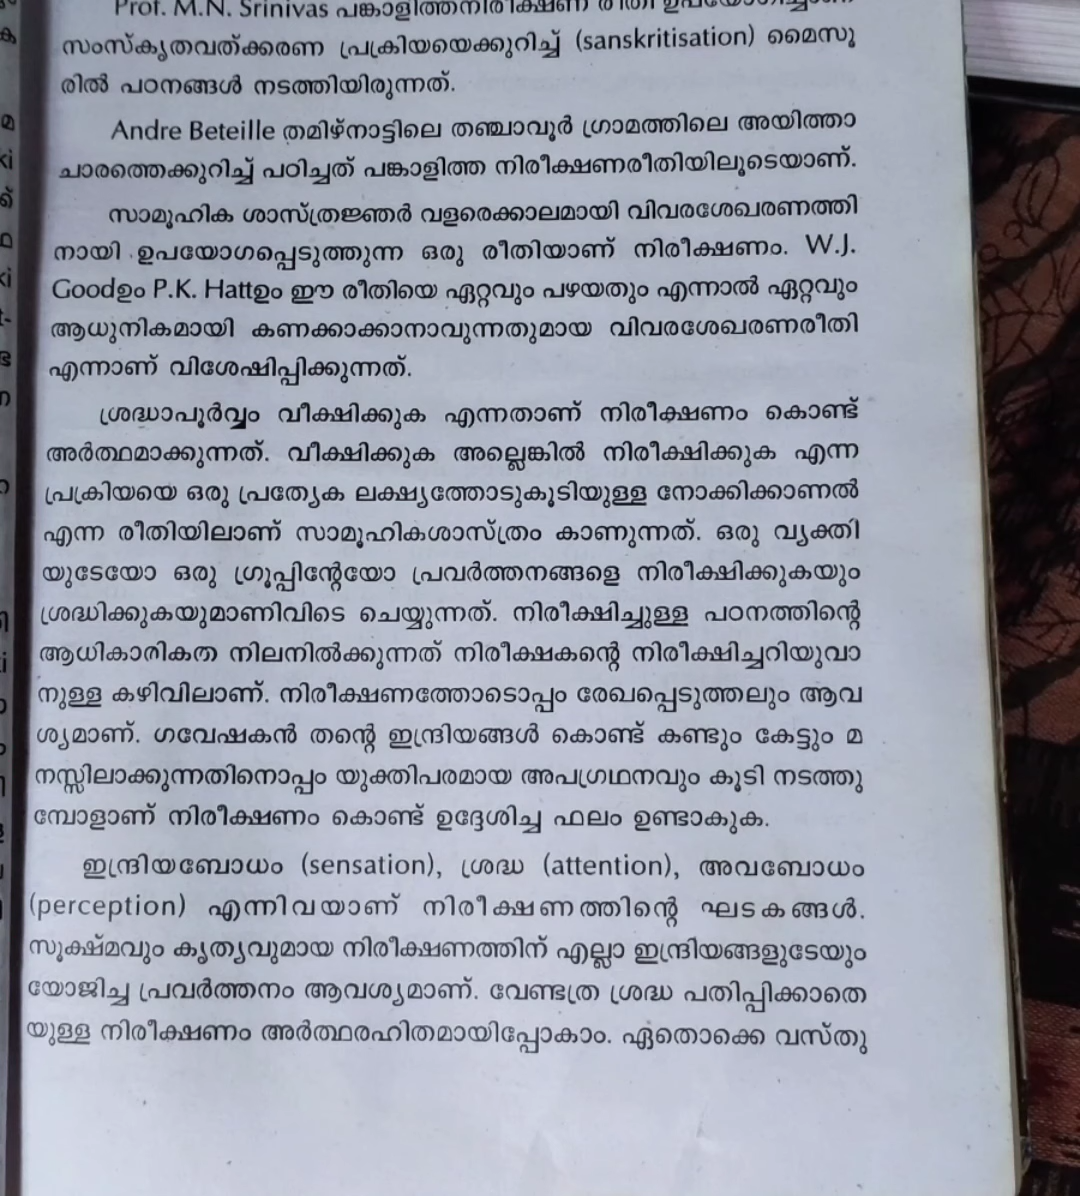 Prof. M.N. Srinivas പങ്കാളിത്തനിരീക്ഷണ രീതി ഉപയോഗിച്ചാണ്
സംസ്കൃതവത്ക്കരണ പ്രക്രിയയെക്കുറിച്ച് (sanskritisation) മൈസൂ
രിൽ പഠനങ്ങൾ നടത്തിയിരുന്നത്.
Andre Beteille തമിഴ്നാട്ടിലെ തഞ്ചാവൂർ ഗ്രാമത്തിലെ അയിത്താ
ചാരത്തെക്കുറിച്ച് പഠിച്ചത് പങ്കാളിത്ത നിരീക്ഷണരീതിയിലൂടെയാണ്.
സാമൂഹിക ശാസ്ത്രജ്ഞർ വളരെക്കാലമായി വിവരശേഖരണത്തി
നായി ഉപയോഗപ്പെടുത്തുന്ന ഒരു രീതിയാണ് നിരീക്ഷണം. W.J.
Goodഉം P.K. Hattഉം ഈ രീതിയെ ഏറ്റവും പഴയതും എന്നാൽ ഏറ്റവും
ആധുനികമായി കണക്കാക്കാനാവുന്നതുമായ വിവരശേഖരണരീതി
എന്നാണ് വിശേഷിപ്പിക്കുന്നത്.
ശ്രദ്ധാപൂർവ്വം വീക്ഷിക്കുക എന്നതാണ് നിരീക്ഷണം കൊണ്ട്
അർത്ഥമാക്കുന്നത്. വീക്ഷിക്കുക അല്ലെങ്കിൽ നിരീക്ഷിക്കുക എന്ന
പ്രക്രിയയെ ഒരു പ്രത്യേക ലക്ഷ്യത്തോടുകൂടിയുള്ള നോക്കിക്കാണൽ
എന്ന രീതിയിലാണ് സാമൂഹികശാസ്ത്രം കാണുന്നത്. ഒരു വ്യക്തി
യുടേയോ ഒരു ഗ്രൂപ്പിന്റേയോ പ്രവർത്തനങ്ങളെ നിരീക്ഷിക്കുകയും
ശ്രദ്ധിക്കുകയുമാണിവിടെ ചെയ്യുന്നത്. നിരീക്ഷിച്ചുള്ള പഠനത്തിന്റെ
ആധികാരികത നിലനിൽക്കുന്നത് നിരീക്ഷകന്റെ നിരീക്ഷിച്ചറിയുവാ
നുള്ള കഴിവിലാണ്. നിരീക്ഷണത്തോടൊപ്പം രേഖപ്പെടുത്തലും ആവ
ശ്യമാണ്. ഗവേഷകൻ തന്റെ ഇന്ദ്രിയങ്ങൾ കൊണ്ട് കണ്ടും കേട്ടും മ
നസ്സിലാക്കുന്നതിനൊപ്പം യുക്തിപരമായ അപഗ്രഥനവും കൂടി നടത്തു
മ്പോളാണ് നിരീക്ഷണം കൊണ്ട് ഉദ്ദേശിച്ച ഫലം ഉണ്ടാകുക.
ഇന്ദ്രിയബോധം (sensation), ശ്രദ്ധ (attention), അവബോധം
(perception) എന്നിവയാണ് നിരീക്ഷണത്തിന്റെ ഘടകങ്ങൾ.
സൂക്ഷ്മവും കൃത്യവുമായ നിരീക്ഷണത്തിന് എല്ലാ ഇന്ദ്രിയങ്ങളുടേയും
യോജിച്ച പ്രവർത്തനം ആവശ്യമാണ്. വേണ്ടത്ര ശ്രദ്ധ പതിപ്പിക്കാതെ
യുള്ള നിരീക്ഷണം അർത്ഥരഹിതമായിപ്പോകാം. ഏതൊക്കെ വസ്തു